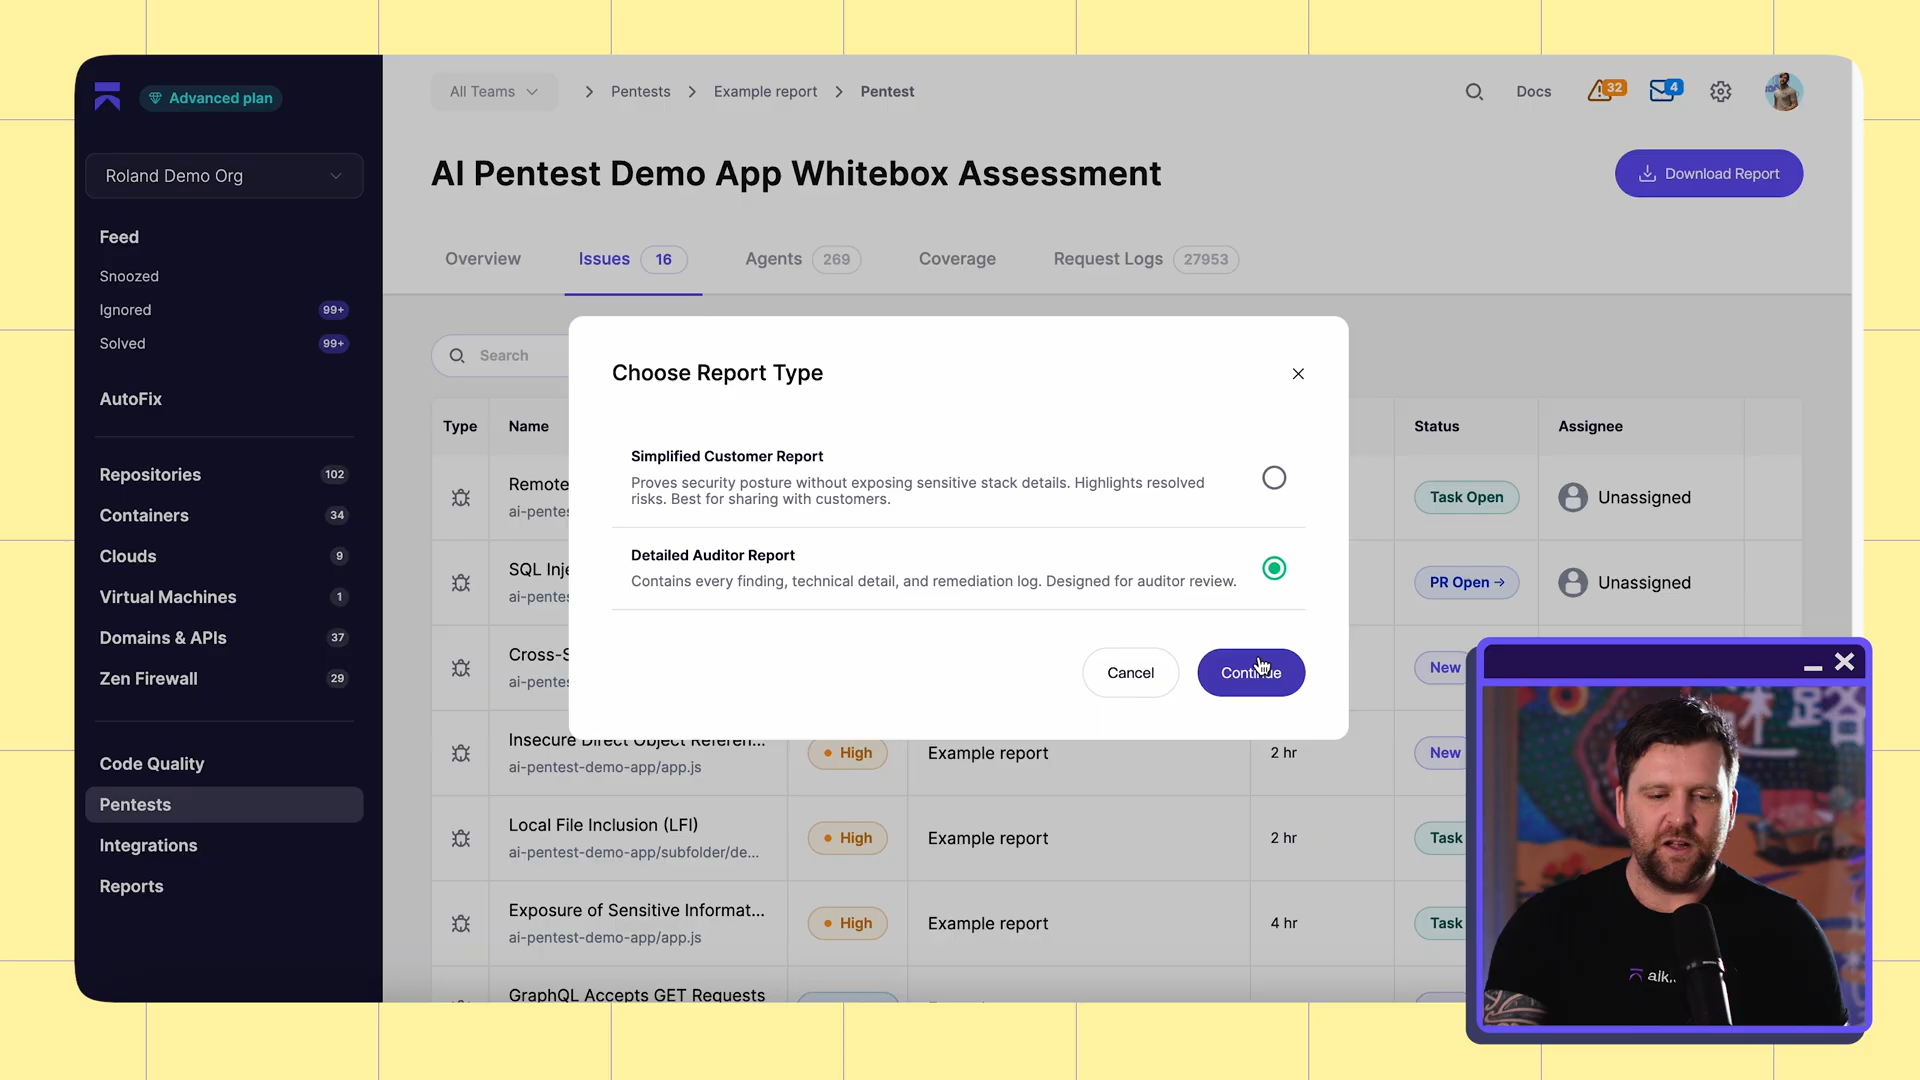 Advanced plan
All Teams
Pentests
Example report
Pentest
Docs
32
4
Roland Demo Org
AI Pentest Demo App Whitebox Assessment
Download Report
Feed
Snoozed
Ignored 99+
Solved 99+
AutoFix
Repositories 102
Containers 34
Clouds 9
Virtual Machines 1
Domains & APIs 37
Zen Firewall 29
Code Quality
Pentests
Integrations
Reports
Overview
Issues 16
Agents 269
Coverage
Request Logs 27953
Search
Choose Report Type
Simplified Customer Report
Proves security posture without exposing sensitive stack details. Highlights resolved
risks. Best for sharing with customers.
Detailed Auditor Report
Contains every finding, technical detail, and remediation log. Designed for auditor review.
Cancel
Continue
Type Name Status Assignee
Remote
ai-pentes
Task Open
Unassigned
SQL Inje
ai-pentes
PR Open →
Unassigned
Cross-S
ai-pentes
New
Insecure Direct Object Referen...
ai-pentest-demo-app/app.js
High
Example report
2 hr
New
Local File Inclusion (LFI)
ai-pentest-demo-app/subfolder/de...
High
Example report
2 hr
Task
Exposure of Sensitive Informat...
ai-pentest-demo-app/app.js
High
Example report
4 hr
Task
GraphQL Accepts GET Requests